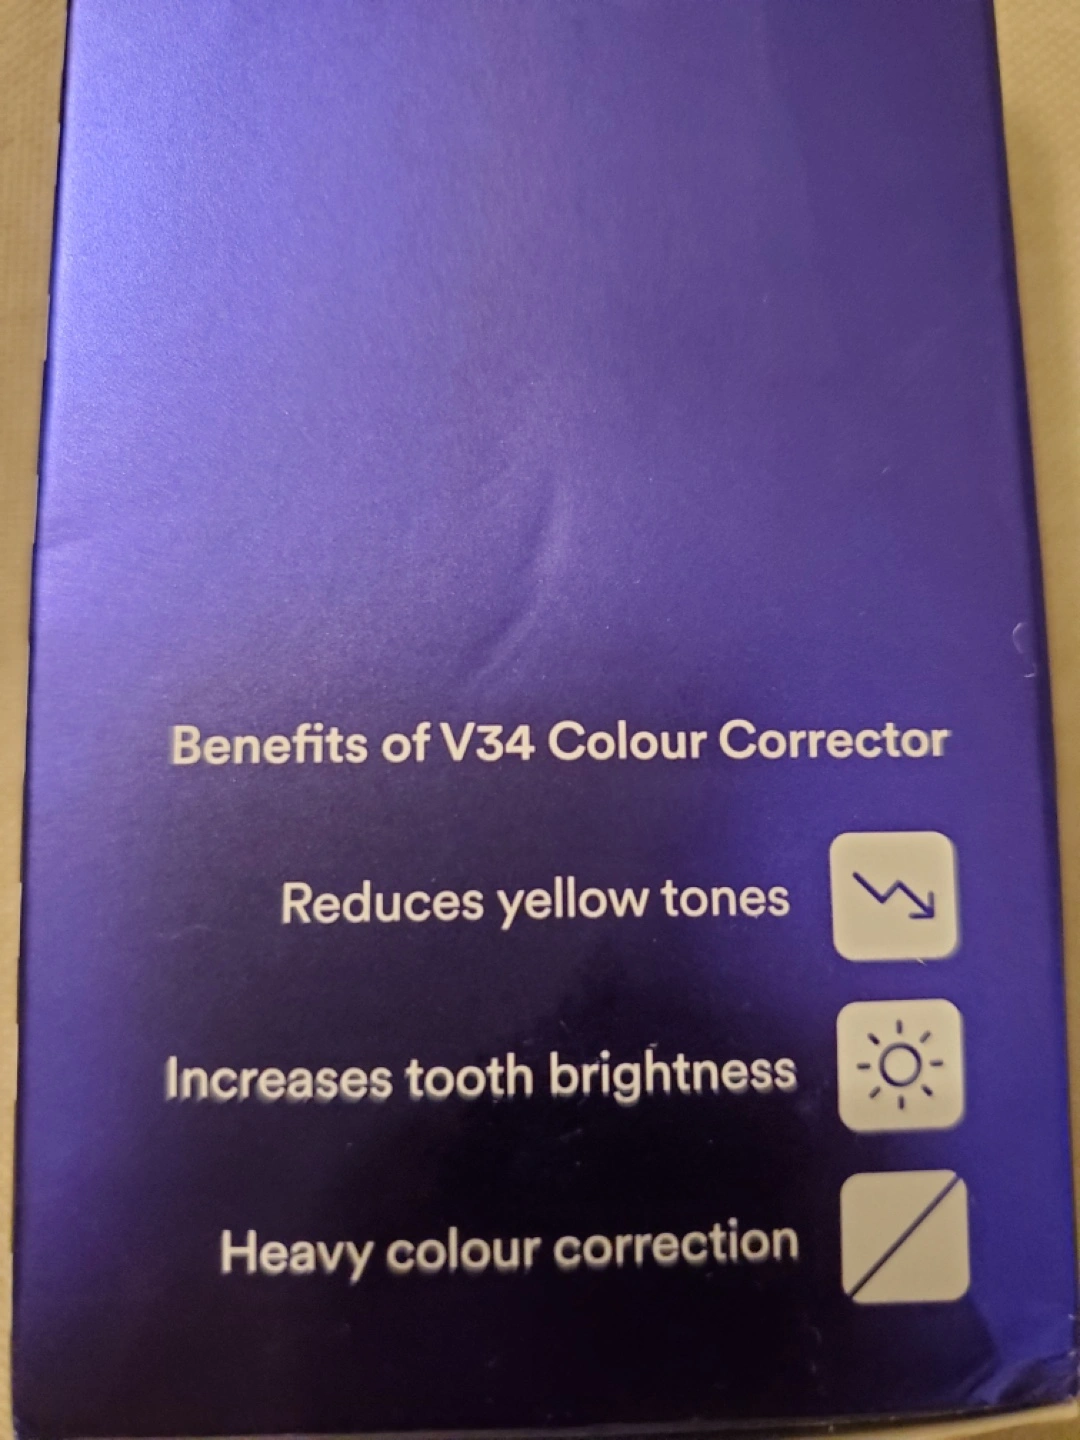 Benefits of V34 Colour Corrector
Reduces yellow tones
Increases tooth brightness
Heavy colour correction